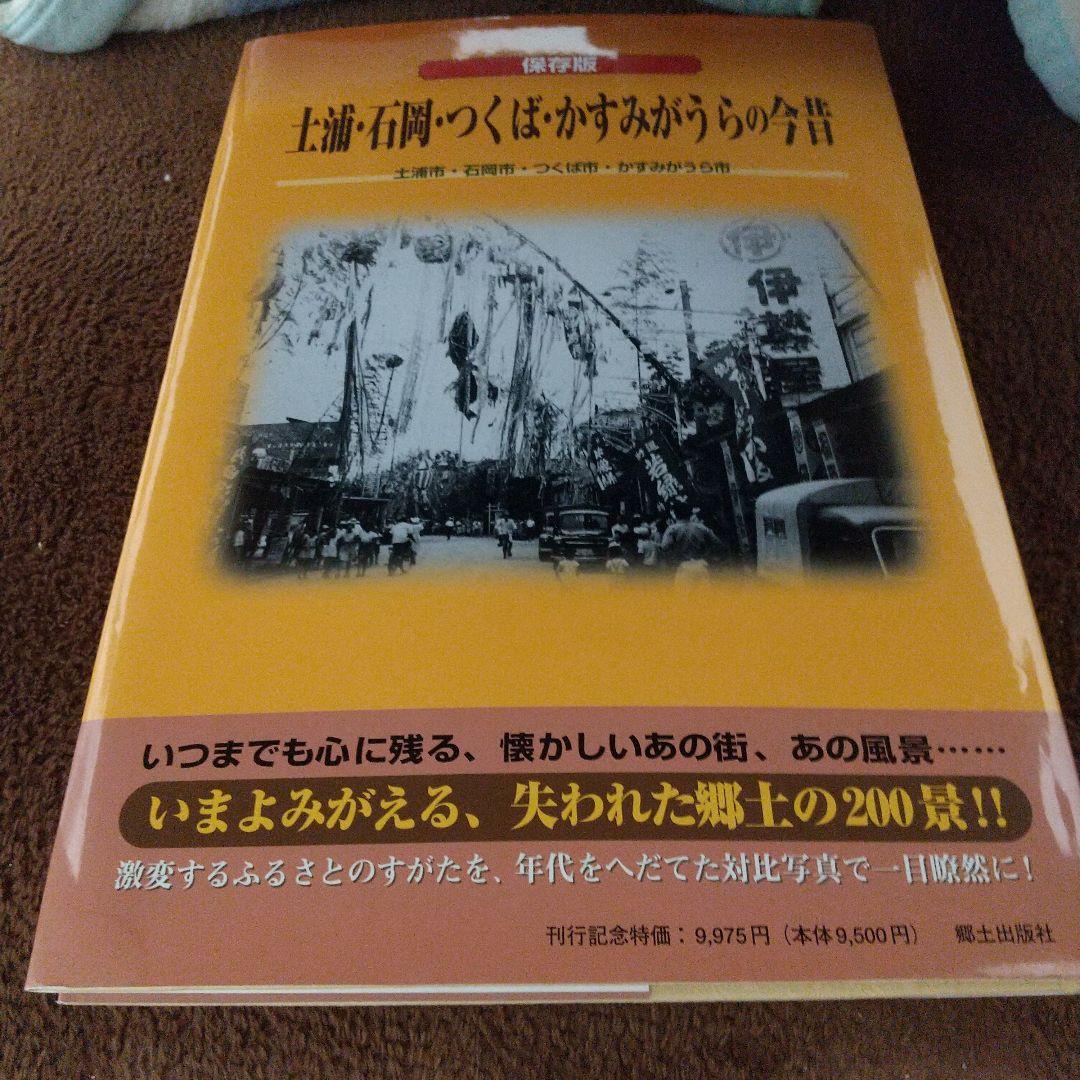 保存版
土浦・石岡・つくば・かすみがうらの今昔
土浦市・石岡市・つくば市・かすみがうら市
伊
伊勢屋
いつまでも心に残る、懐かしいあの街、あの風景……
いまよみがえる、失われた郷土の200景!!
激変するふるさとのすがたを、年代をへだてた対比写真で一目瞭然に!
刊行記念特価:9,975円(本体9,500円) 郷土出版社